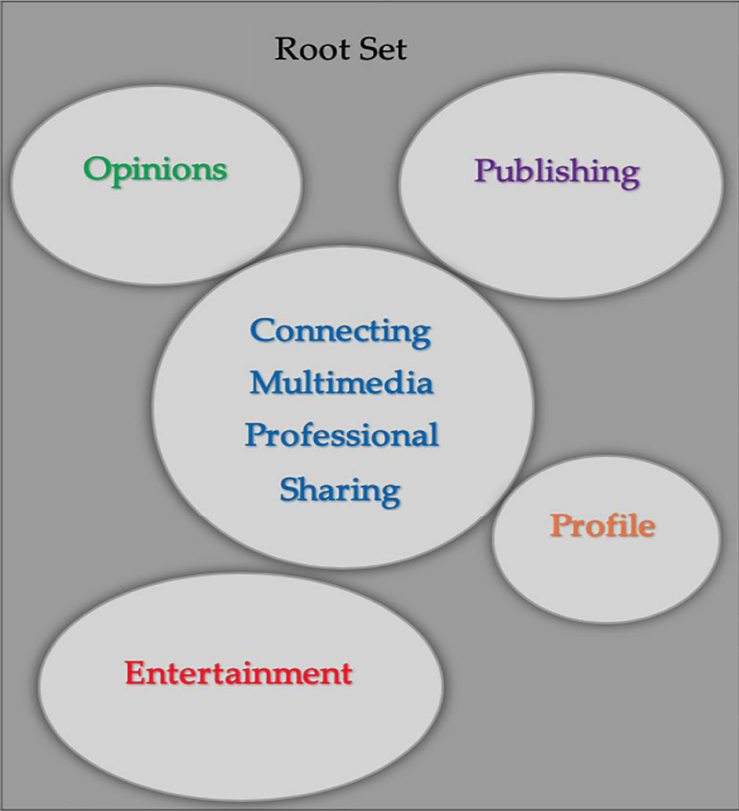 Root Set
Opinions
Publishing
Connecting
Multimedia
Professional
Sharing
Profile
Entertainment